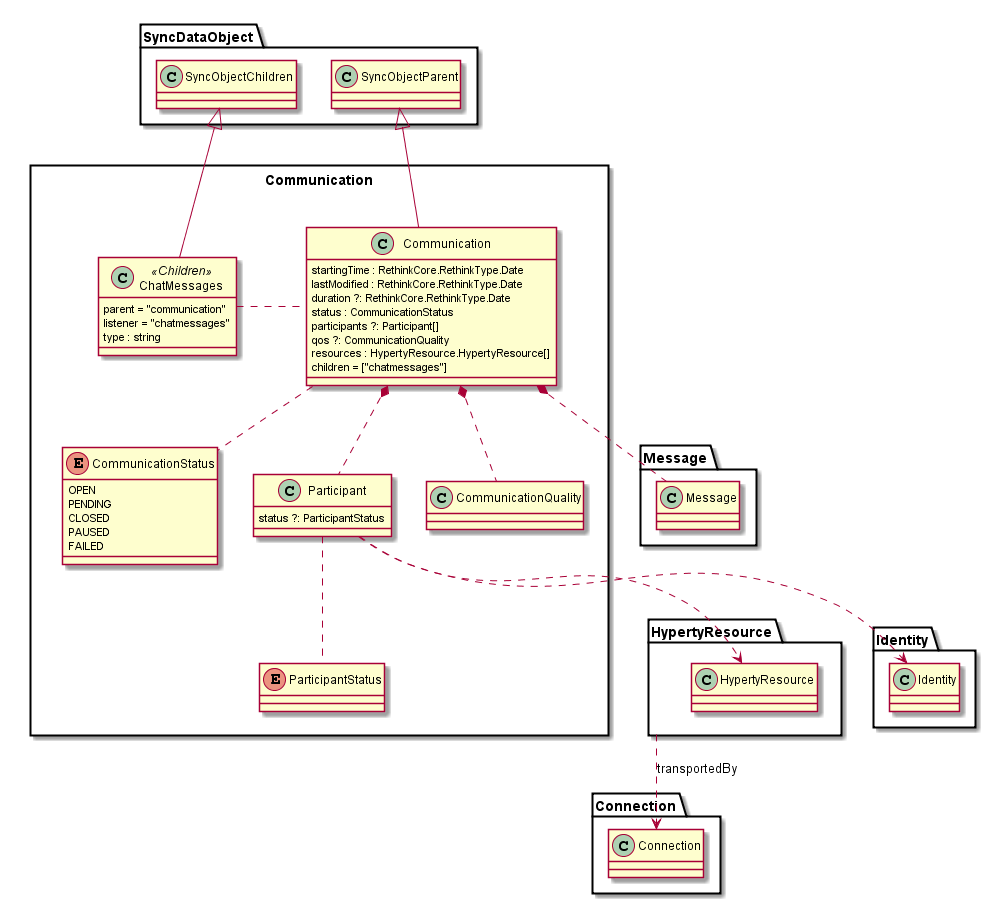 SyncDataObject
C SyncObjectChildren
C SyncObjectParent
Communication
C «Children»
ChatMessages
parent = "communication"
listener = "chatmessages"
type : string
C Communication
startingTime : RethinkCore.RethinkType.Date
lastModified : RethinkCore.RethinkType.Date
duration ?: RethinkCore.RethinkType.Date
status : CommunicationStatus
participants ?: Participant[]
qos ?: CommunicationQuality
resources : HypertyResource.HypertyResource[]
children = ["chatmessages"]
E CommunicationStatus
OPEN
PENDING
CLOSED
PAUSED
FAILED
C Participant
status ?: ParticipantStatus
C CommunicationQuality
Message
C Message
E ParticipantStatus
HypertyResource
C HypertyResource
Identity
C Identity
transportedBy
Connection
C Connection